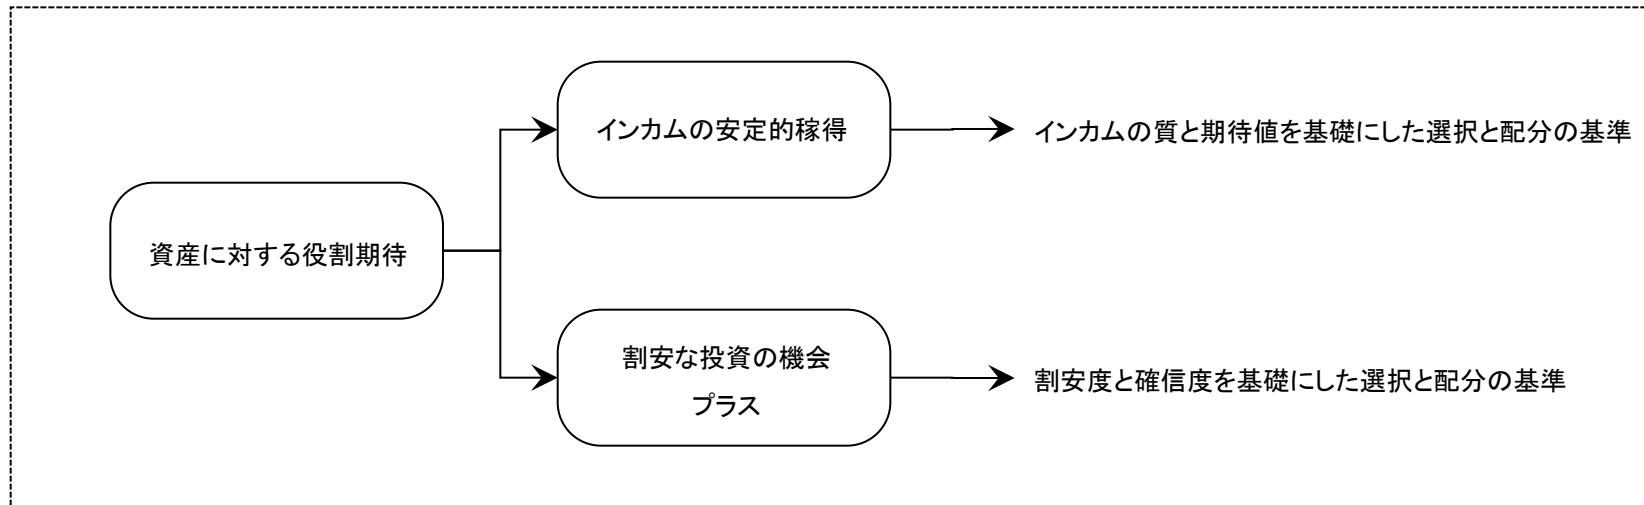 インカムの安定的稼得
インカムの質と期待値を基礎にした選択と配分の基準
資産に対する役割期待
割安な投資の機会
プラス
割安度と確信度を基礎にした選択と配分の基準